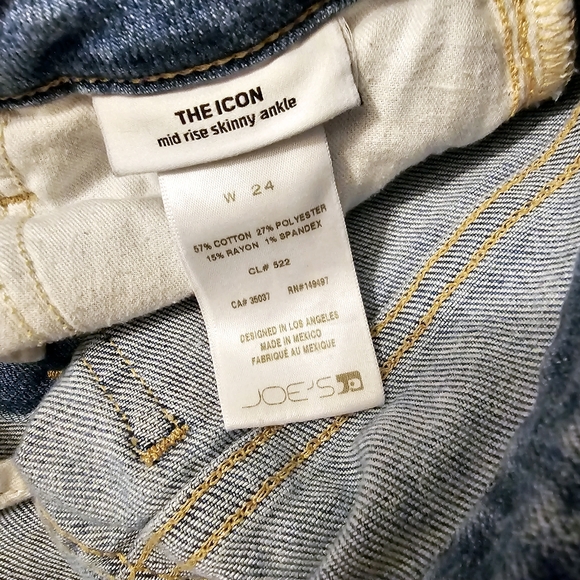 THE ICON
mid rise skinny ankle
W 24
57% COTTON 27% POLYESTER
15% RAYON 1% SPANDEX
CL# 522
CA# 35037 RN#149497
DESIGNED IN LOS ANGELES
MADE IN MEXICO
FABRIQUE AU MEXIQUE
JOE'S